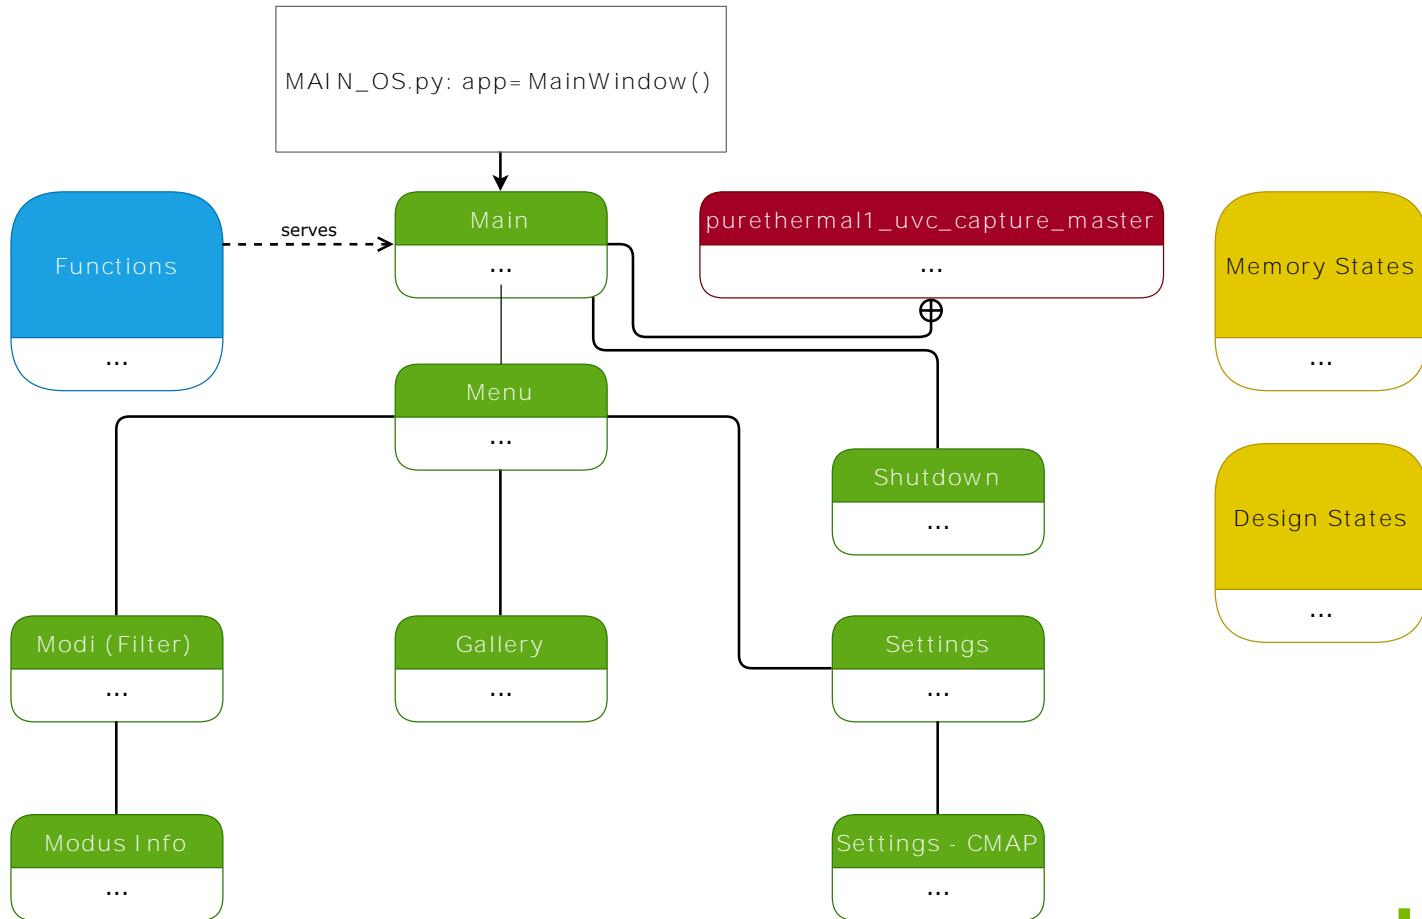 MAIN_OS.py: app=MainWindow()
Functions
...
serves
Main
...
purethermal1_uvc_capture_master
...
Memory States
...
Menu
...
Shutdown
...
Design States
...
Modi (Filter)
...
Gallery
...
Settings
...
Modus Info
...
Settings - CMAP
...